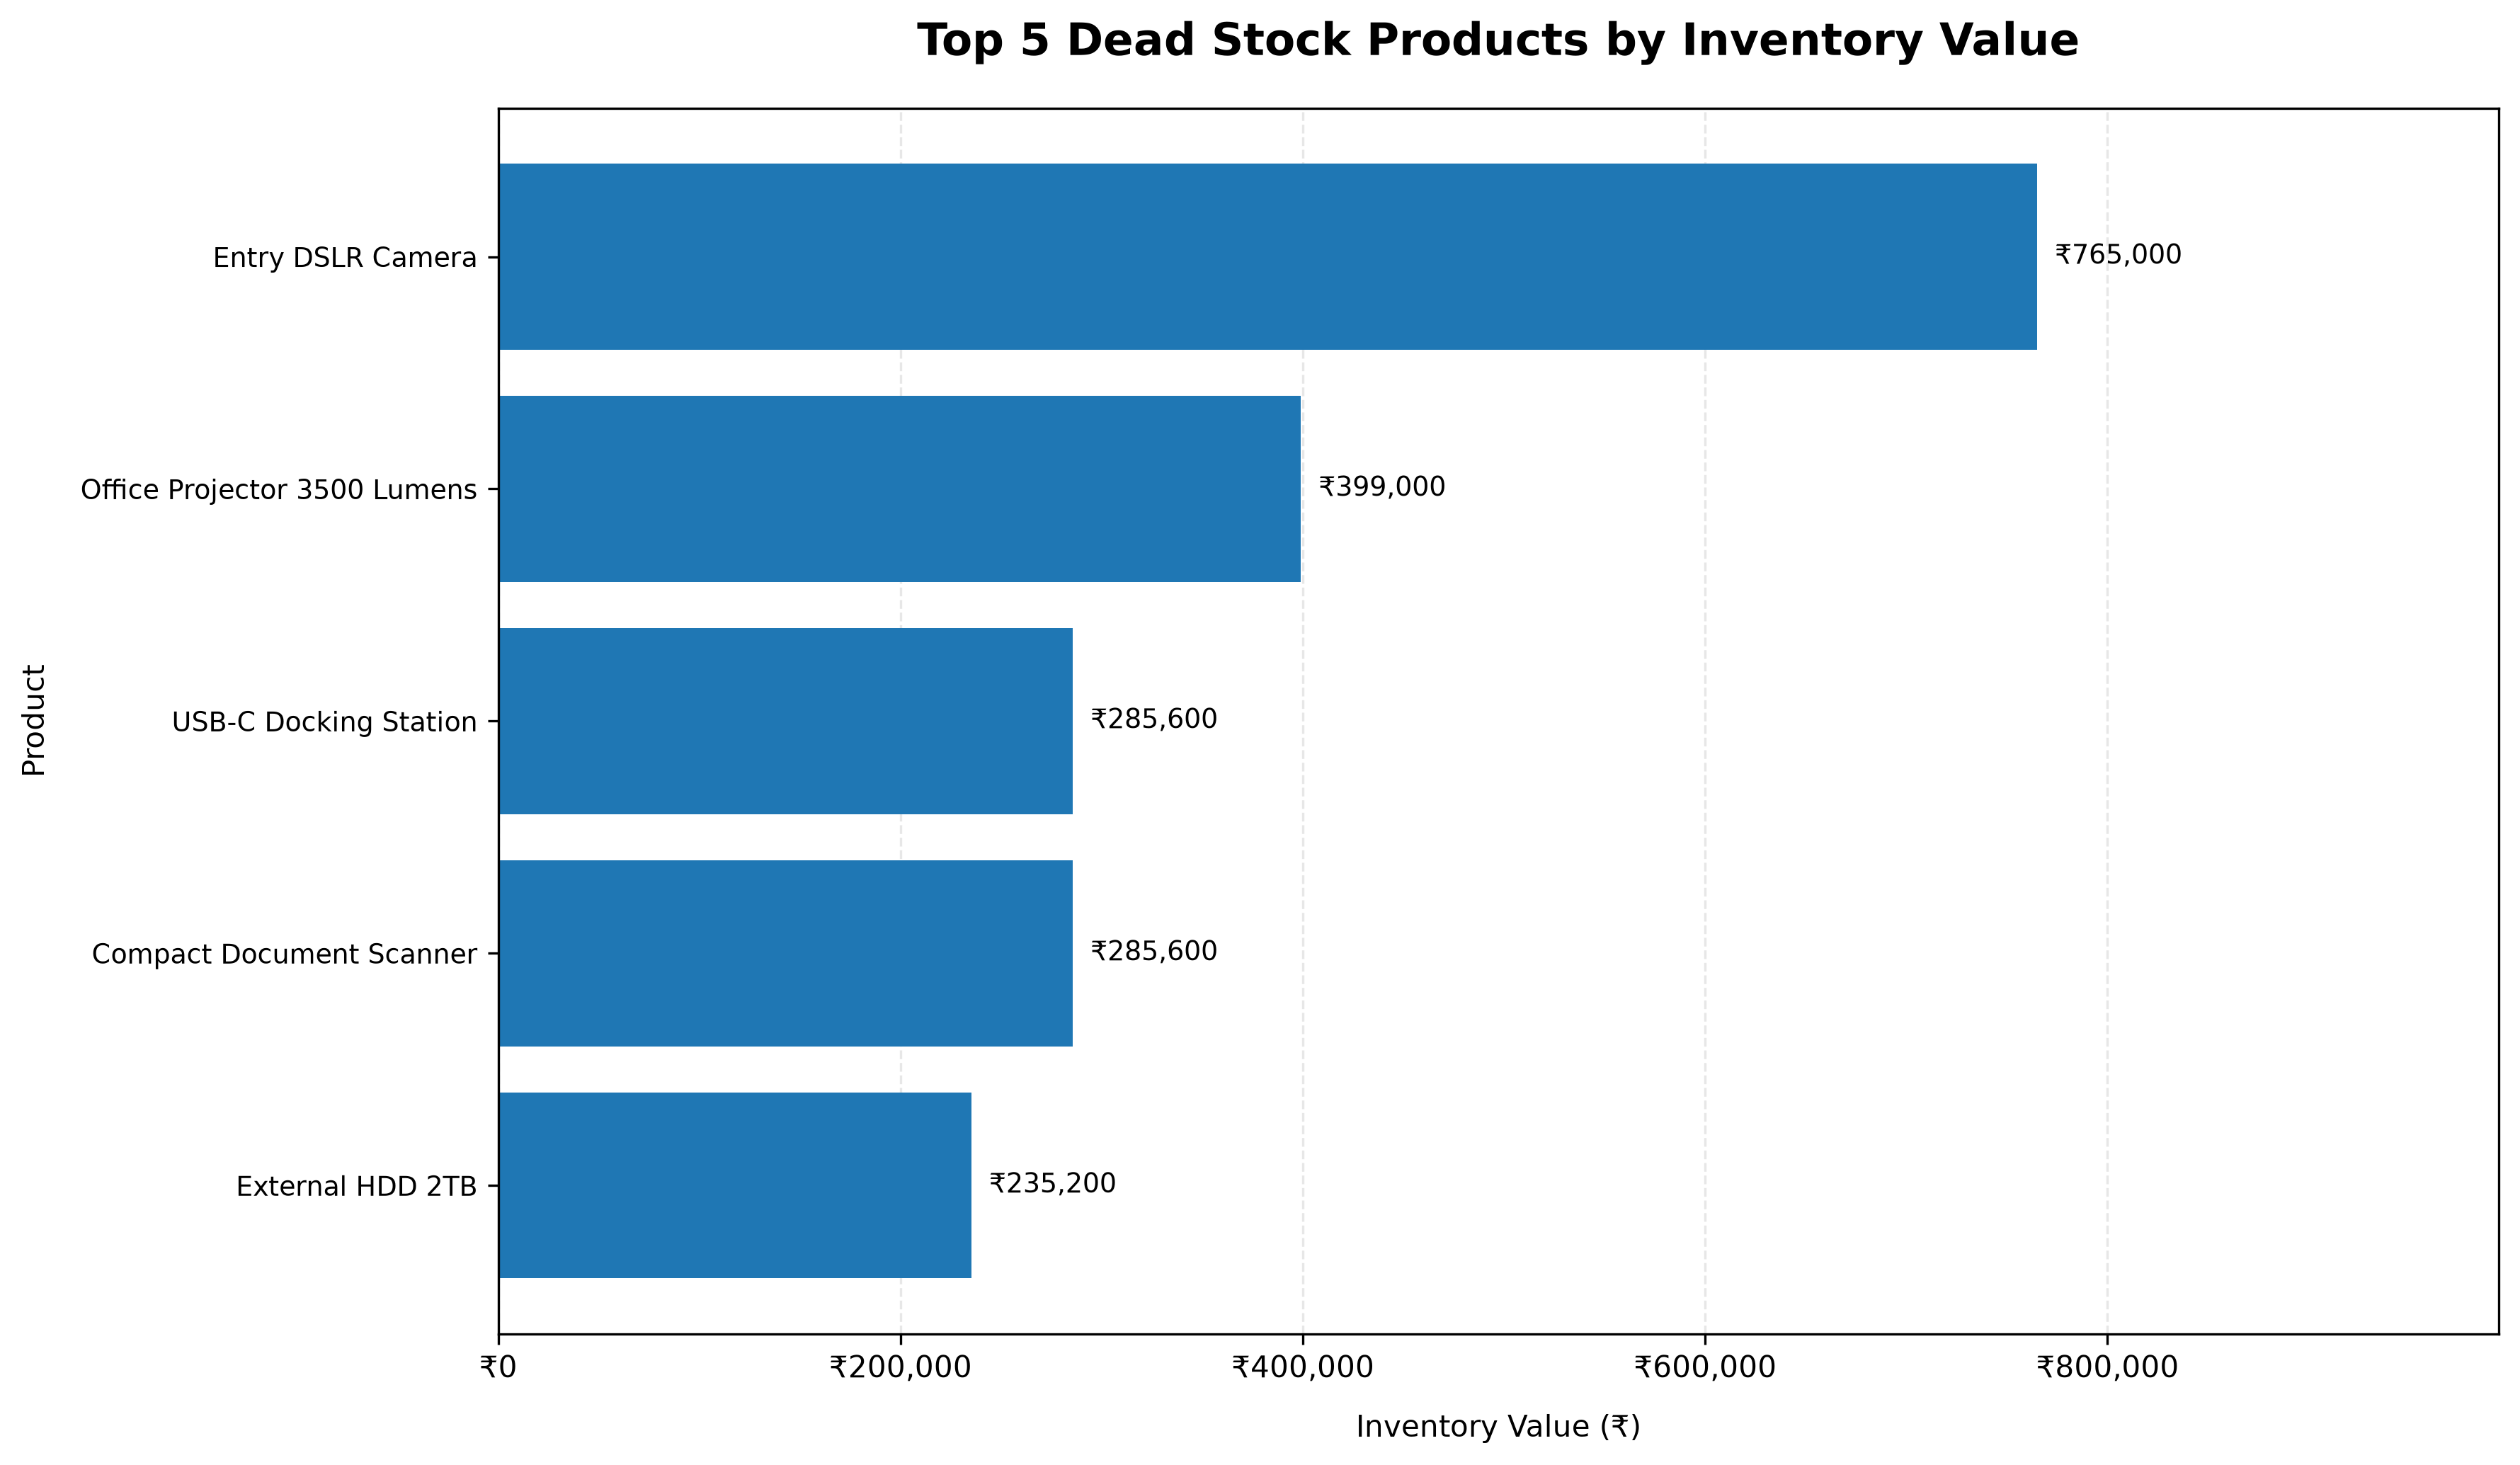 Top 5 Dead Stock Products by Inventory Value
Product
Entry DSLR Camera
₹765,000
Office Projector 3500 Lumens
₹399,000
USB-C Docking Station
₹285,600
Compact Document Scanner
₹285,600
External HDD 2TB
₹235,200
₹0
₹200,000
₹400,000
₹600,000
₹800,000
Inventory Value (₹)